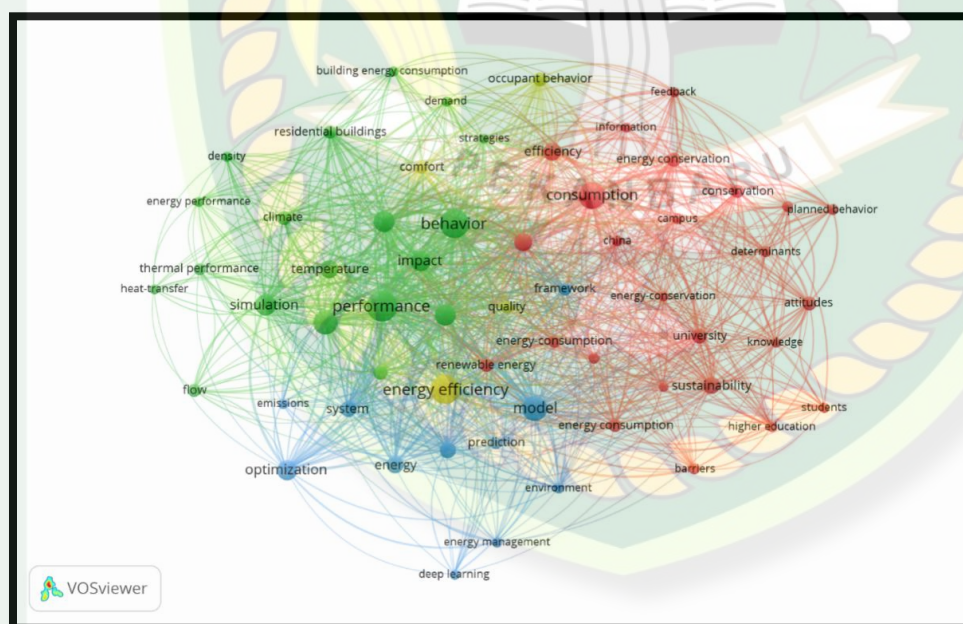 building energy consumption
occupant behavior
feedback
demand
information
residential buildings
strategies
efficiency
density
comfort
energy conservation
consumption
conservation
energy performance
climate
behavior
campus
planned behavior
china
determinants
thermal performance
temperature
impact
heat-transfer
framework
energy-conservation
simulation
performance
quality
attitudes
energy-consumption
university
knowledge
renewable energy
flow
energy efficiency
sustainability
emissions
system
model
students
energy consumption
higher education
prediction
optimization
energy
barriers
environment
energy management
deep learning
VOSviewer